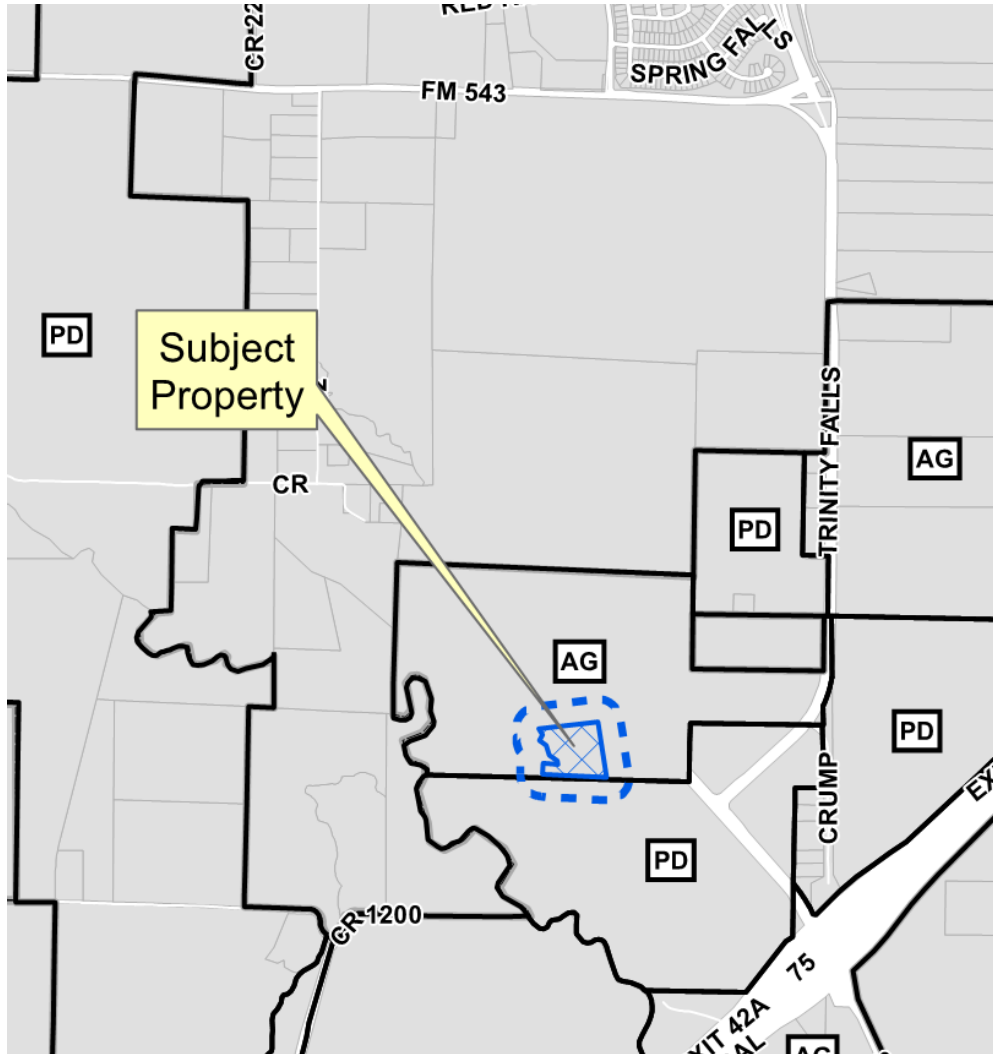 CR 22
SPRING FALLS
FM 543
PD
Subject
Property
TRINITY FALLS
AG
CR
PD
AG
PD
CRUMP
PD
CR 1200
75
EXIT 42A
AG